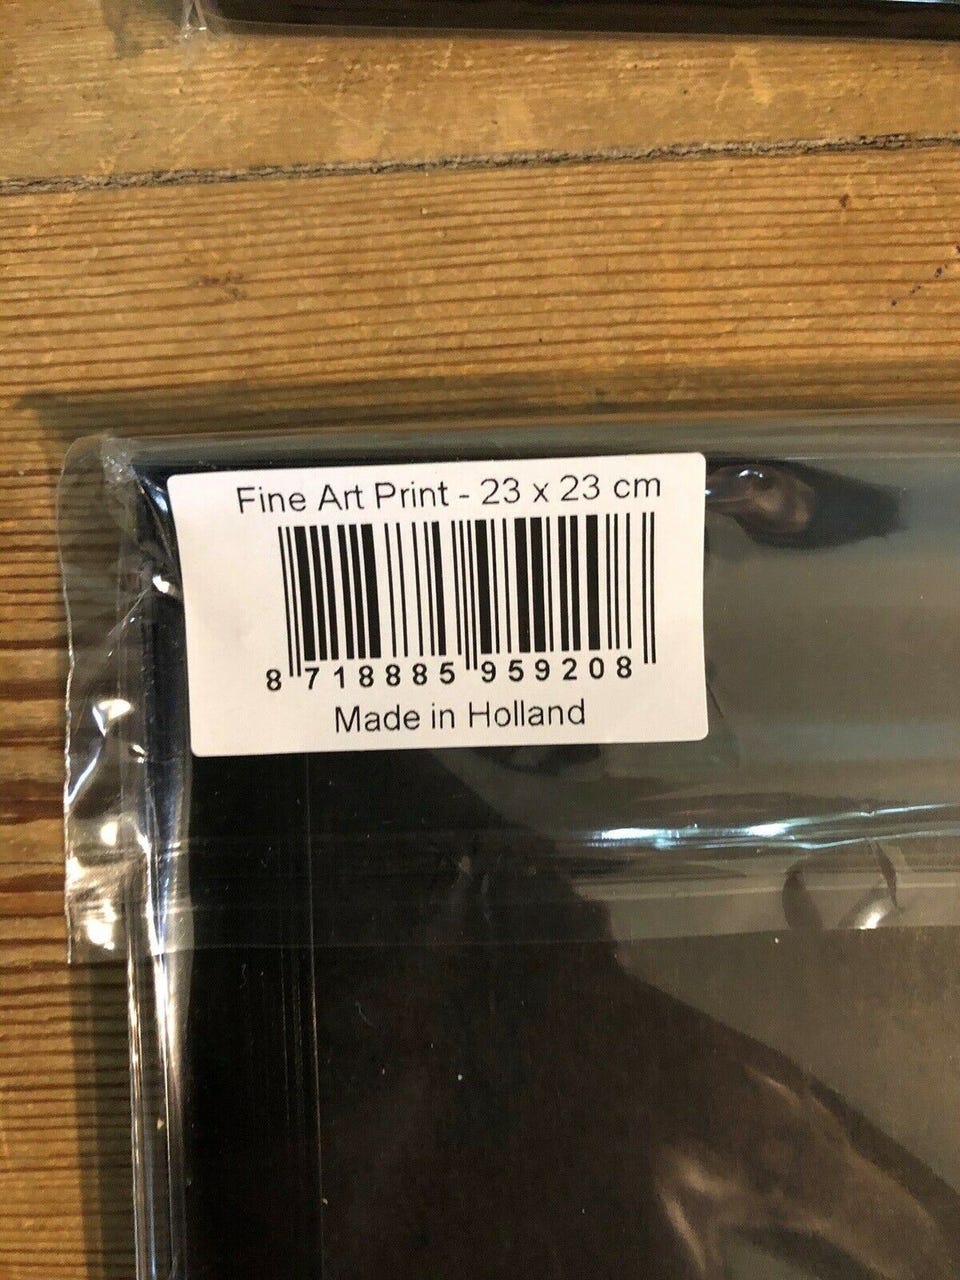 Fine Art Print - 23 x 23 cm
8 718885 959208
Made in Holland